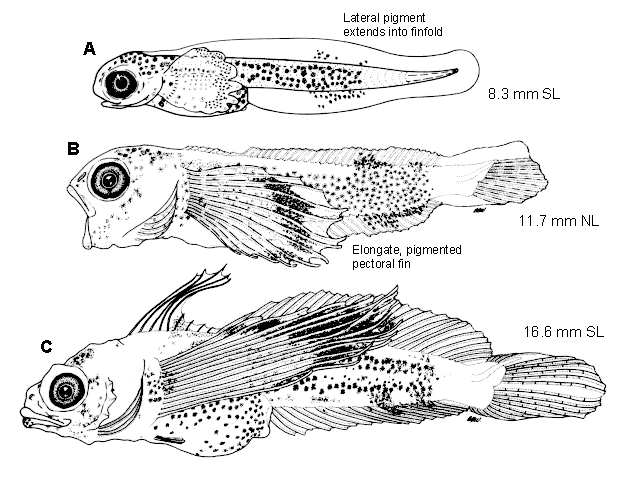 Lateral pigment
extends into finfold
A
8.3 mm SL
B
11.7 mm NL
Elongate, pigmented
pectoral fin
16.6 mm SL
C